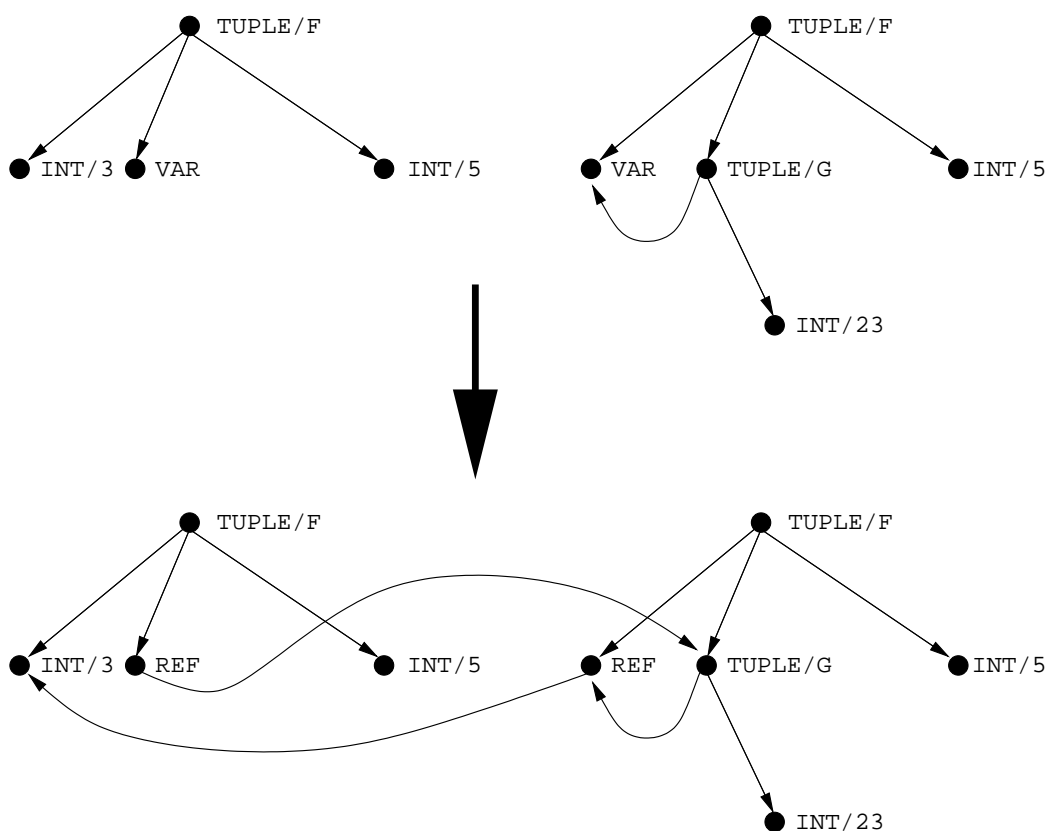 TUPLE/F TUPLE/F
INT/3 VAR INT/5 VAR TUPLE/G INT/5
INT/23
TUPLE/F TUPLE/F
INT/3 REF INT/5 REF TUPLE/G INT/5
INT/23